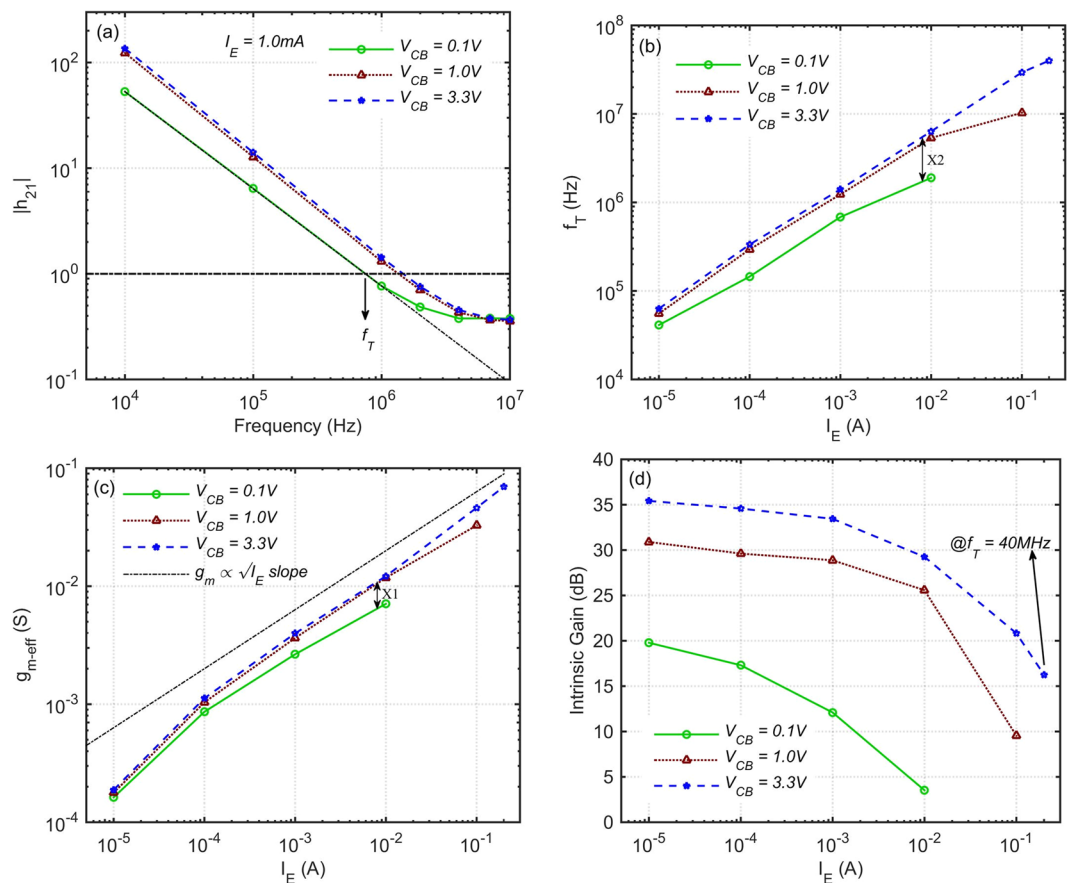 (a)
I_E = 1.0mA
V_CB = 0.1V
V_CB = 1.0V
V_CB = 3.3V
10^2
10^1
10^0
10^-1
|h_21|
f_T
10^4 10^5 10^6 10^7
Frequency (Hz)
(b)
V_CB = 0.1V
V_CB = 1.0V
V_CB = 3.3V
X2
10^8
10^7
10^6
10^5
10^4
f_T (Hz)
10^-5 10^-4 10^-3 10^-2 10^-1
I_E (A)
(c)
V_CB = 0.1V
V_CB = 1.0V
V_CB = 3.3V
g_m ∝ √I_E slope
X1
10^-1
10^-2
10^-3
10^-4
g_m-eff (S)
10^-5 10^-4 10^-3 10^-2 10^-1
I_E (A)
(d)
@f_T = 40MHz
V_CB = 0.1V
V_CB = 1.0V
V_CB = 3.3V
40
35
30
25
20
15
10
5
0
Intrinsic Gain (dB)
10^-5 10^-4 10^-3 10^-2 10^-1
I_E (A)